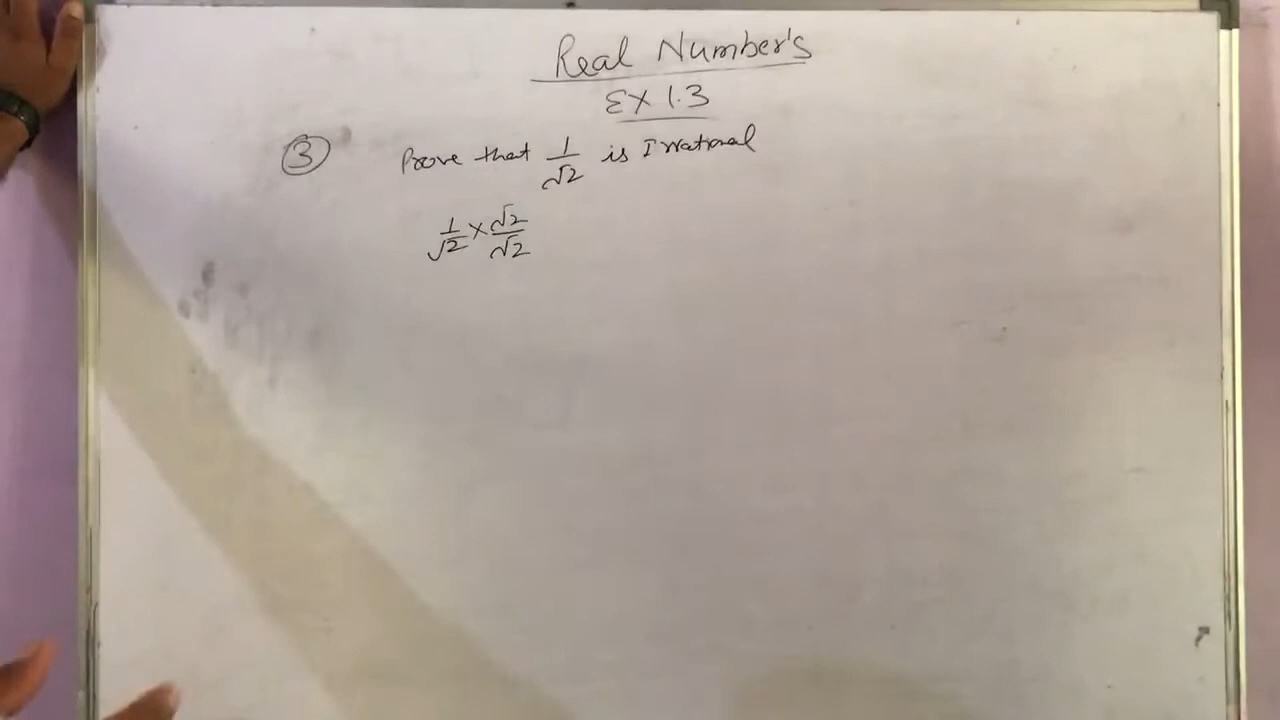 Real Number's
EX 1.3
3 Prove that 1/√2 is Irrational
1/√2 × √2/√2